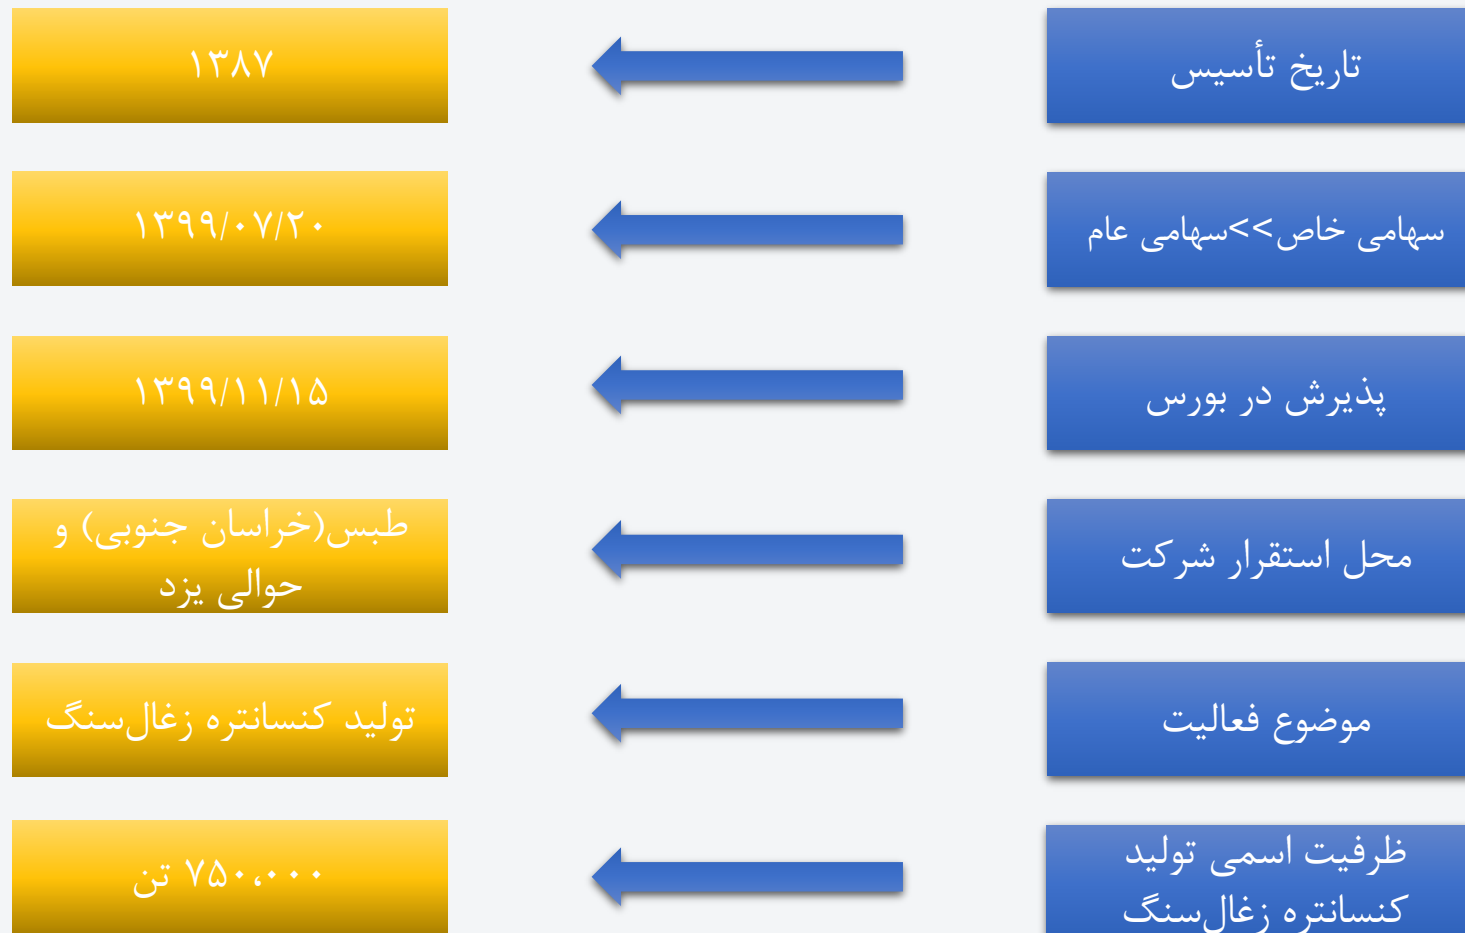 تاریخ تأسیس
۱۳۸۷
سهامی خاص>>سهامی عام
۱۳۹۹/۰۷/۲۰
پذیرش در بورس
۱۳۹۹/۱۱/۱۵
محل استقرار شرکت
طبس(خراسان جنوبی) و
حوالی یزد
موضوع فعالیت
تولید کنسانتره زغال‌سنگ
ظرفیت اسمی تولید
کنسانتره زغال‌سنگ
۷۵۰،۰۰۰ تن